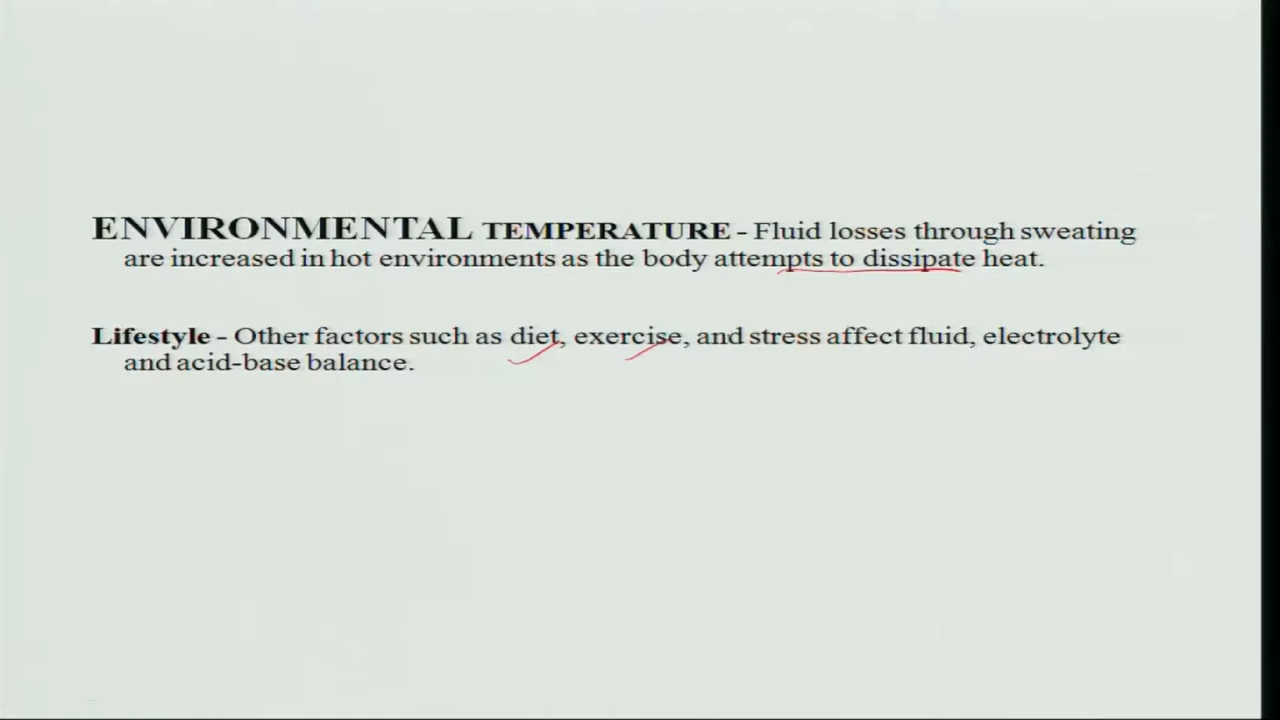 ENVIRONMENTAL TEMPERATURE - Fluid losses through sweating
are increased in hot environments as the body attempts to dissipate heat.
Lifestyle - Other factors such as diet, exercise, and stress affect fluid, electrolyte
and acid-base balance.